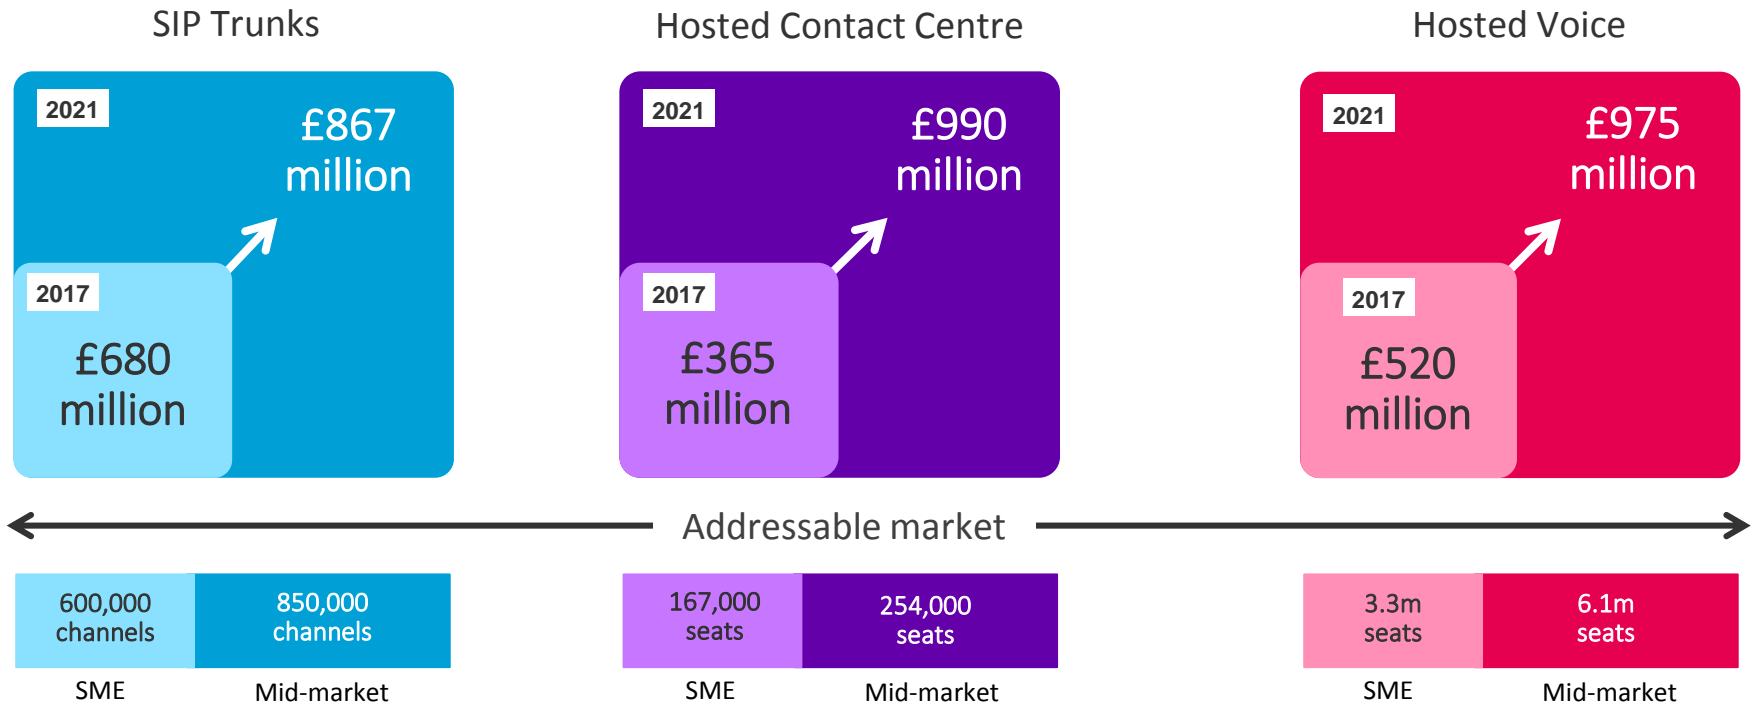 SIP Trunks
2021
£867
million
2017
£680
million
Hosted Contact Centre
2021
£990
million
2017
£365
million
Hosted Voice
2021
£975
million
2017
£520
million
Addressable market
600,000
channels
850,000
channels
SME
Mid-market
167,000
seats
254,000
seats
SME
Mid-market
3.3m
seats
6.1m
seats
SME
Mid-market